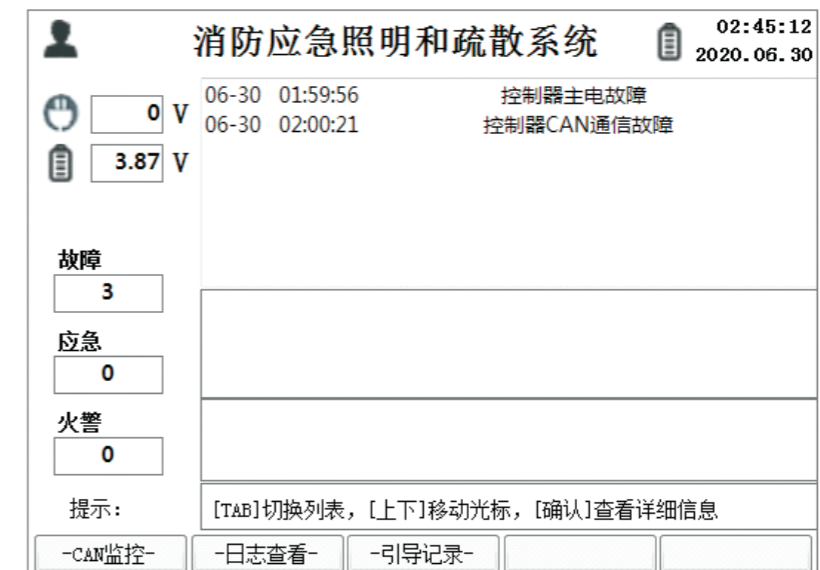 消防应急照明和疏散系统
02:45:12
2020.06.30
0 V
3.87 V
06-30 01:59:56 控制器主电故障
06-30 02:00:21 控制器CAN通信故障
故障
3
应急
0
火警
0
提示:
[TAB]切换列表, [上下]移动光标, [确认]查看详细信息
-CAN监控-
-日志查看-
-引导记录-